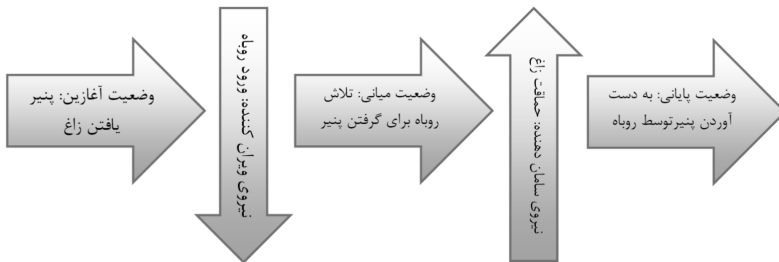 وضعیت آغازین: پنیر
یافتن زاغ
نیروی ویران کننده: ورود روباه
وضعیت میانی: تلاش
روباه برای گرفتن پنیر
نیروی سامان دهنده: حماقت زاغ
وضعیت پایانی: به دست
آوردن پنیرتوسط روباه